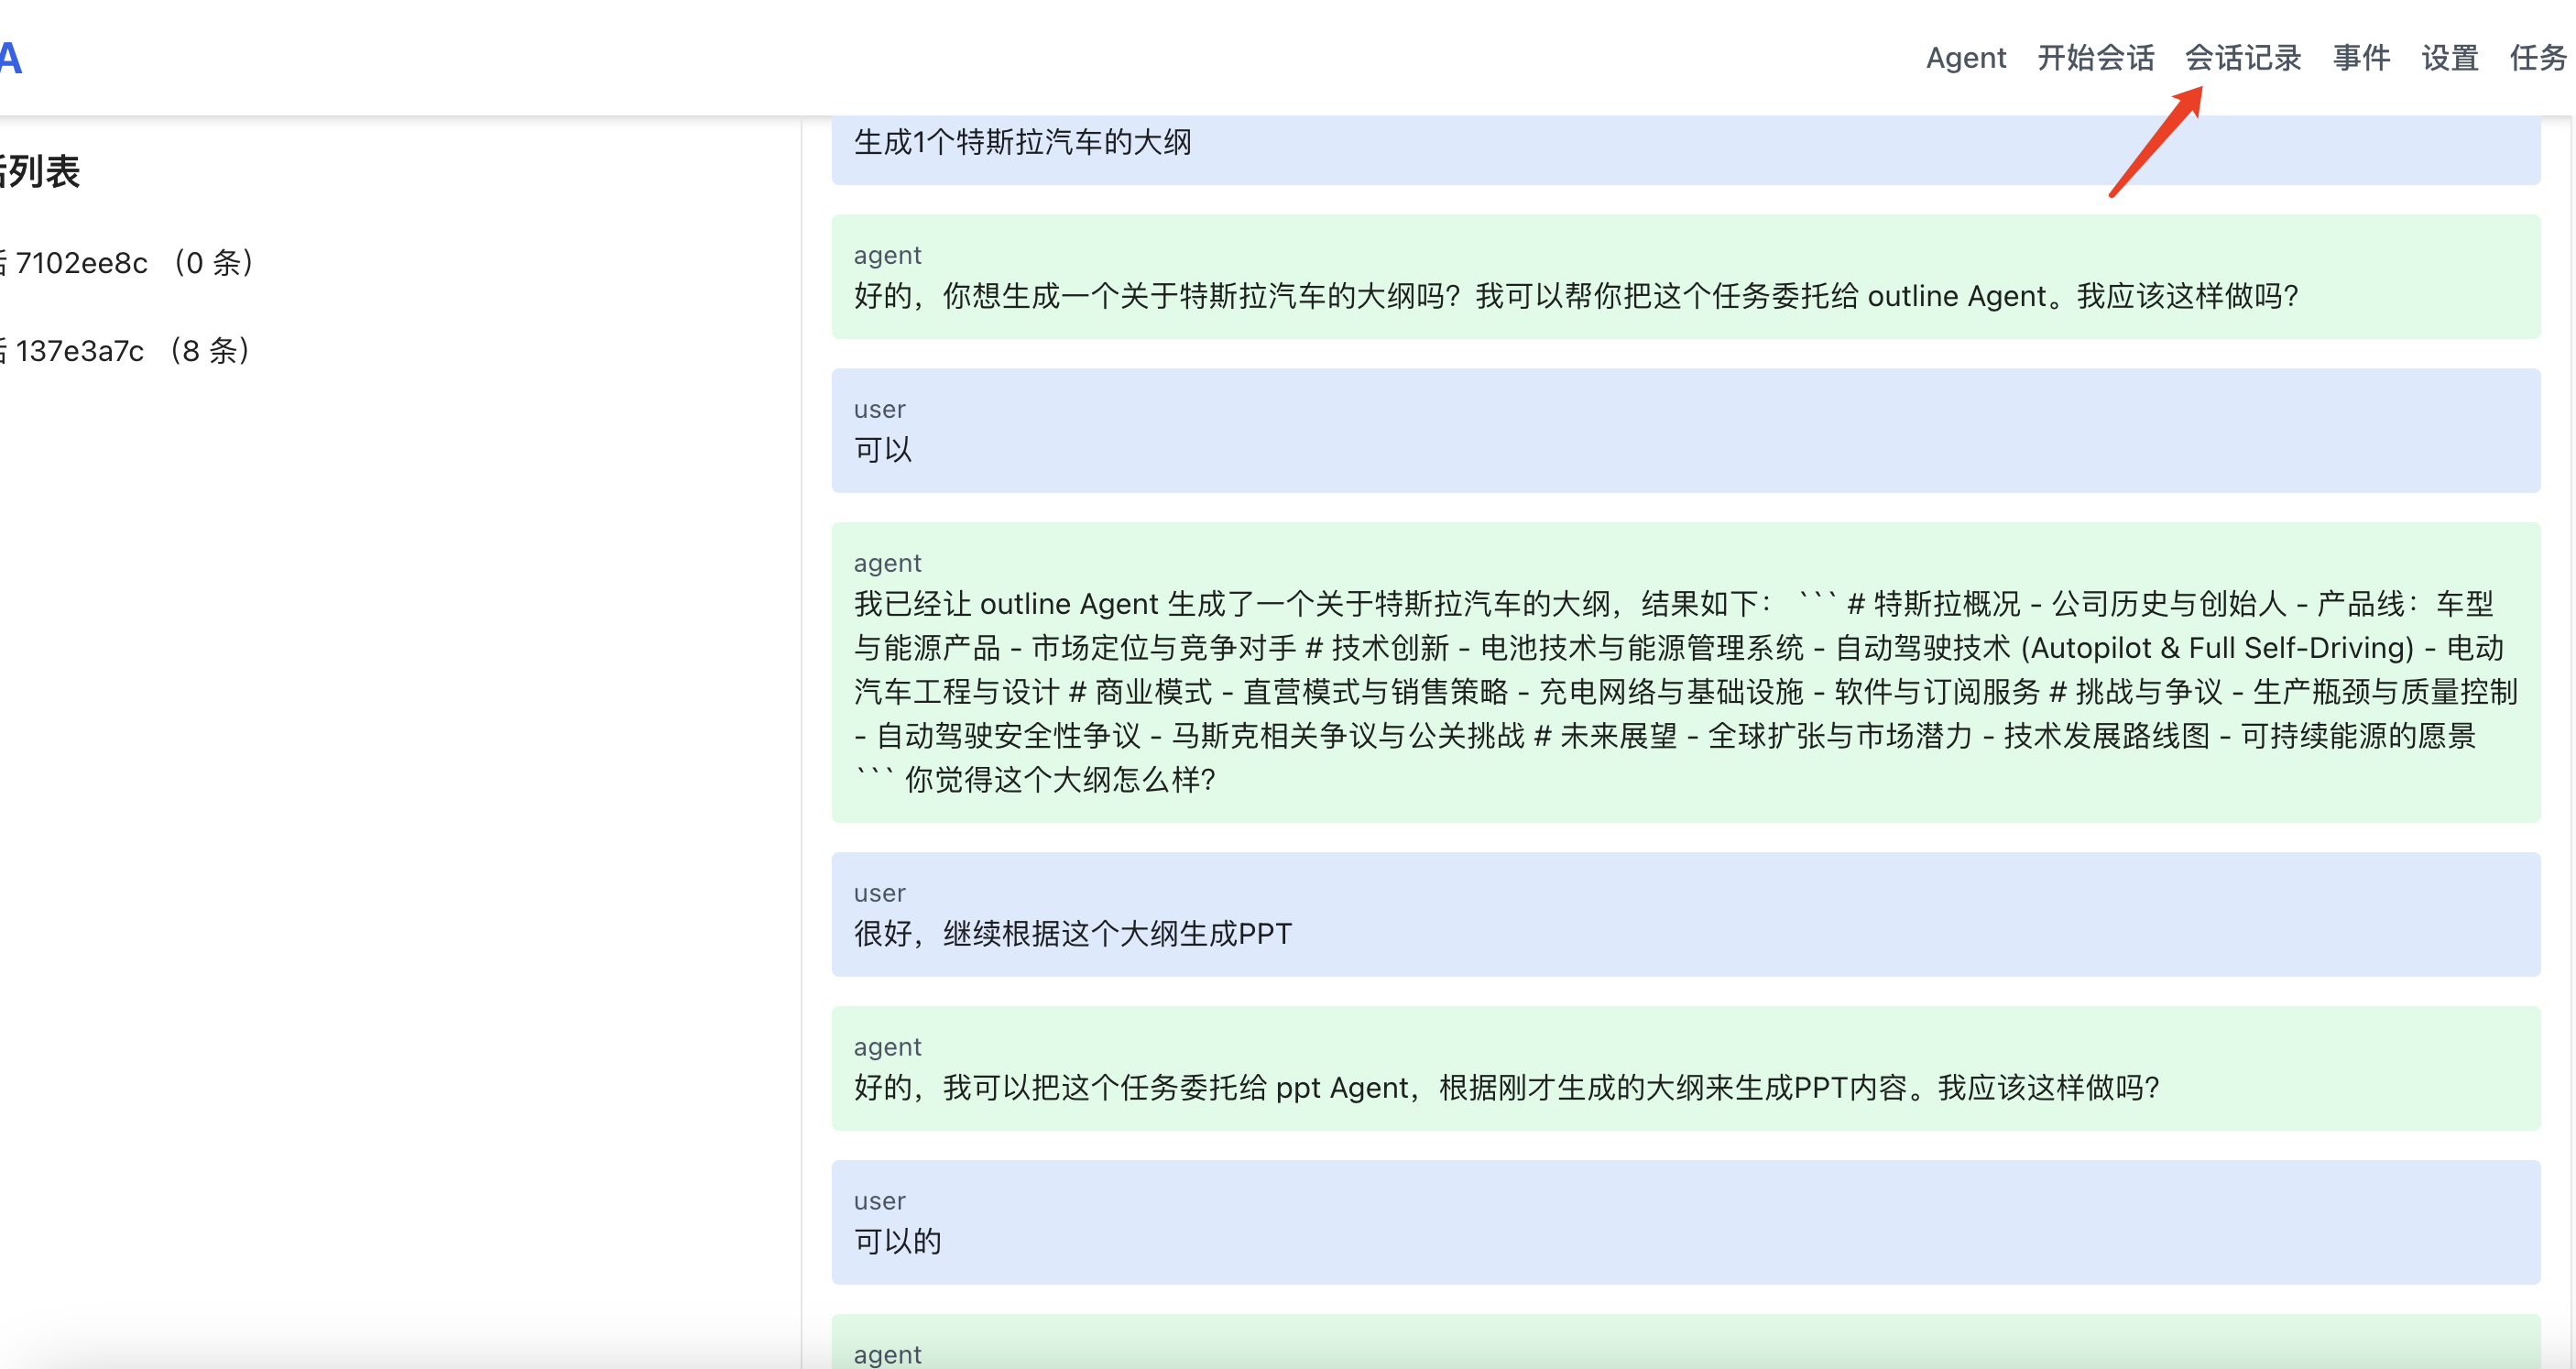 A
Agent 开始会话 会话记录 事件 设置 任务
列表
7102ee8c （0 条）
137e3a7c （8 条）
生成1个特斯拉汽车的大纲
agent
好的，你想生成一个关于特斯拉汽车的大纲吗？我可以帮你把这个任务委托给 outline Agent。我应该这样做吗？
user
可以
agent
我已经让 outline Agent 生成了一个关于特斯拉汽车的大纲，结果如下： ``` # 特斯拉概况 - 公司历史与创始人 - 产品线：车型
与能源产品 - 市场定位与竞争对手 # 技术创新 - 电池技术与能源管理系统 - 自动驾驶技术 (Autopilot & Full Self-Driving) - 电动
汽车工程与设计 # 商业模式 - 直营模式与销售策略 - 充电网络与基础设施 - 软件与订阅服务 # 挑战与争议 - 生产瓶颈与质量控制
- 自动驾驶安全性争议 - 马斯克相关争议与公关挑战 # 未来展望 - 全球扩张与市场潜力 - 技术发展路线图 - 可持续能源的愿景
``` 你觉得这个大纲怎么样？
user
很好，继续根据这个大纲生成PPT
agent
好的，我可以把这个任务委托给 ppt Agent，根据刚才生成的大纲来生成PPT内容。我应该这样做吗？
user
可以的
agent